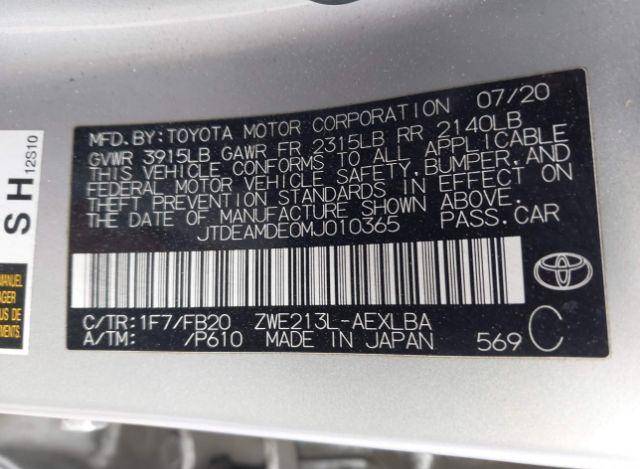 MFD. BY: TOYOTA MOTOR CORPORATION 07/20
GVWR 3915LB GAWR FR 2315LB RR 2140LB
THIS VEHICLE CONFORMS TO ALL APPLICABLE
FEDERAL MOTOR VEHICLE SAFETY, BUMPER, AND
THEFT PREVENTION STANDARDS IN EFFECT ON
THE DATE OF MANUFACTURE SHOWN ABOVE.
JTDEAMDE0MJ010365 PASS. CAR
C/TR: 1F7/FB20 ZWE213L-AEXLBA
A/TM: /P610 MADE IN JAPAN 569 C
SH 12S10
MANUEL